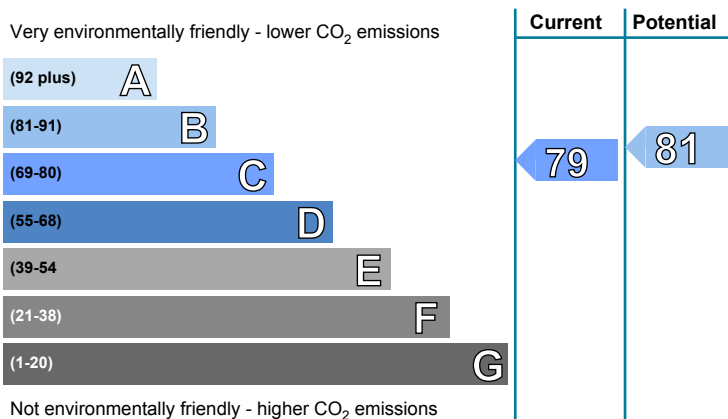 Very environmentally friendly - lower CO2 emissions
Current
Potential
(92 plus) A
(81-91) B
(69-80) C
(55-68) D
(39-54 E
(21-38) F
(1-20) G
79
81
Not environmentally friendly - higher CO2 emissions